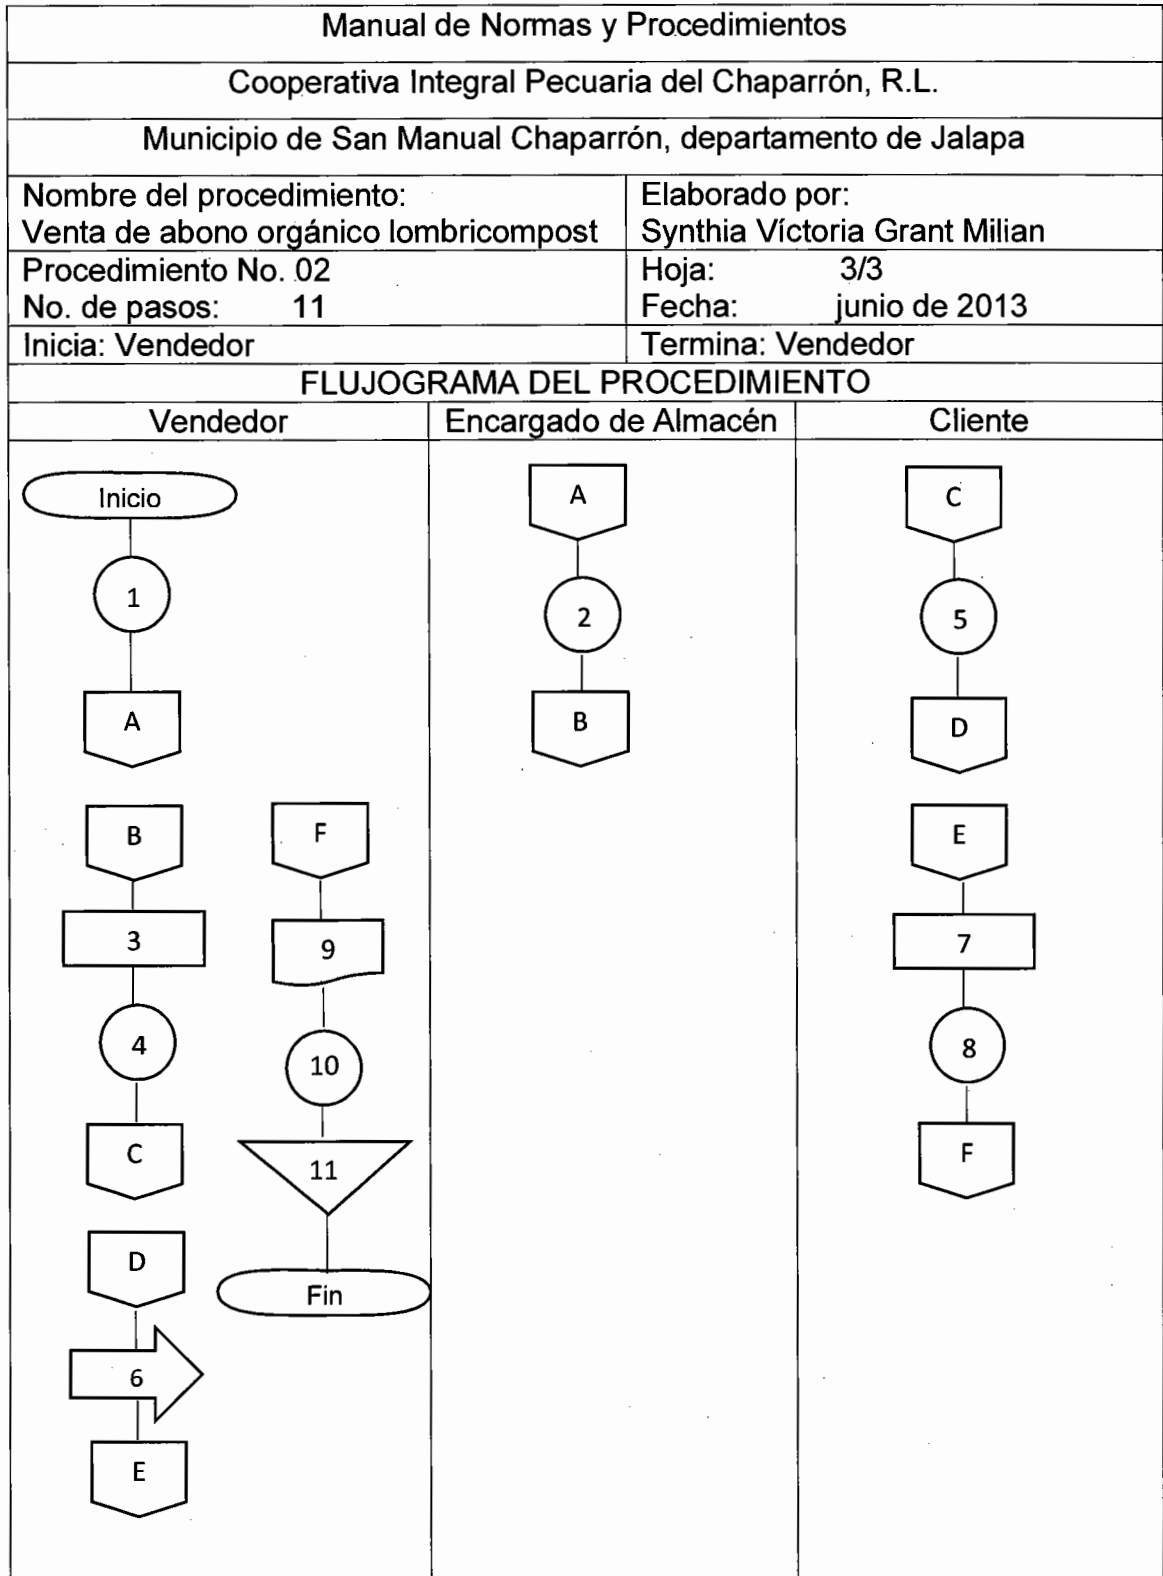 Manual de Normas y Procedimientos
Cooperativa Integral Pecuaria del Chaparrón, R.L.
Municipio de San Manual Chaparrón, departamento de Jalapa
Nombre del procedimiento:
Venta de abono orgánico lombricompost
Elaborado por:
Synthia Víctoria Grant Milian
Procedimiento No. 02
No. de pasos: 11
Hoja: 3/3
Fecha: junio de 2013
Inicia: Vendedor
Termina: Vendedor
FLUJOGRAMA DEL PROCEDIMIENTO
Vendedor
Encargado de Almacén
Cliente
Inicio
1
A
B
3
4
C
D
6
E
F
9
10
11
Fin
A
2
B
C
5
D
E
7
8
F